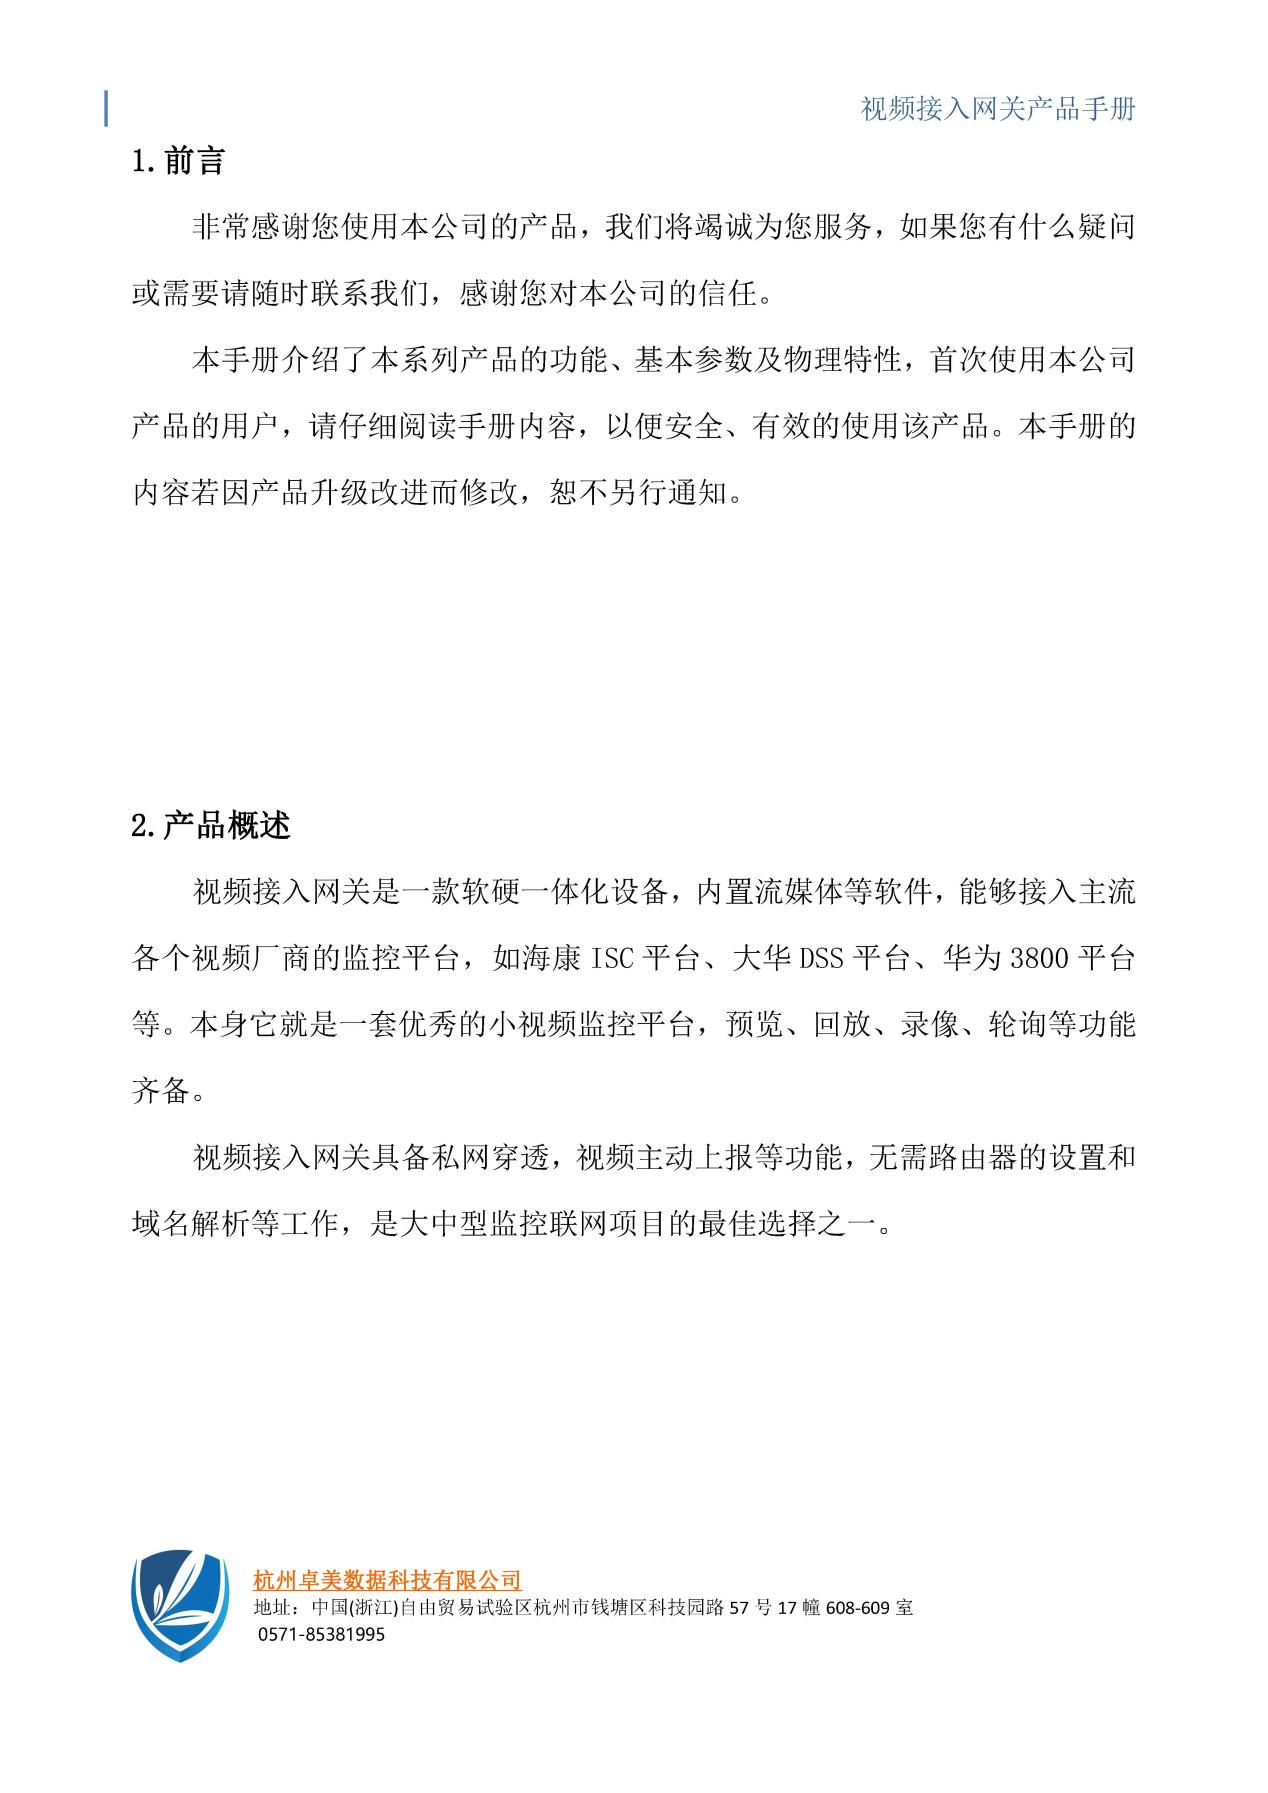 视频接入网关产品手册
1.前言
非常感谢您使用本公司的产品，我们将竭诚为您服务，如果您有什么疑问
或需要请随时联系我们，感谢您对本公司的信任。
本手册介绍了本系列产品的功能、基本参数及物理特性，首次使用本公司
产品的用户，请仔细阅读手册内容，以便安全、有效的使用该产品。本手册的
内容若因产品升级改进而修改，恕不另行通知。
2.产品概述
视频接入网关是一款软硬一体化设备，内置流媒体等软件，能够接入主流
各个视频厂商的监控平台，如海康 ISC 平台、大华 DSS 平台、华为 3800 平台
等。本身它就是一套优秀的小视频监控平台，预览、回放、录像、轮询等功能
齐备。
视频接入网关具备私网穿透，视频主动上报等功能，无需路由器的设置和
域名解析等工作，是大中型监控联网项目的最佳选择之一。
杭州卓美数据科技有限公司
地址：中国(浙江)自由贸易试验区杭州市钱塘区科技园路 57 号 17 幢 608-609 室
0571-85381995